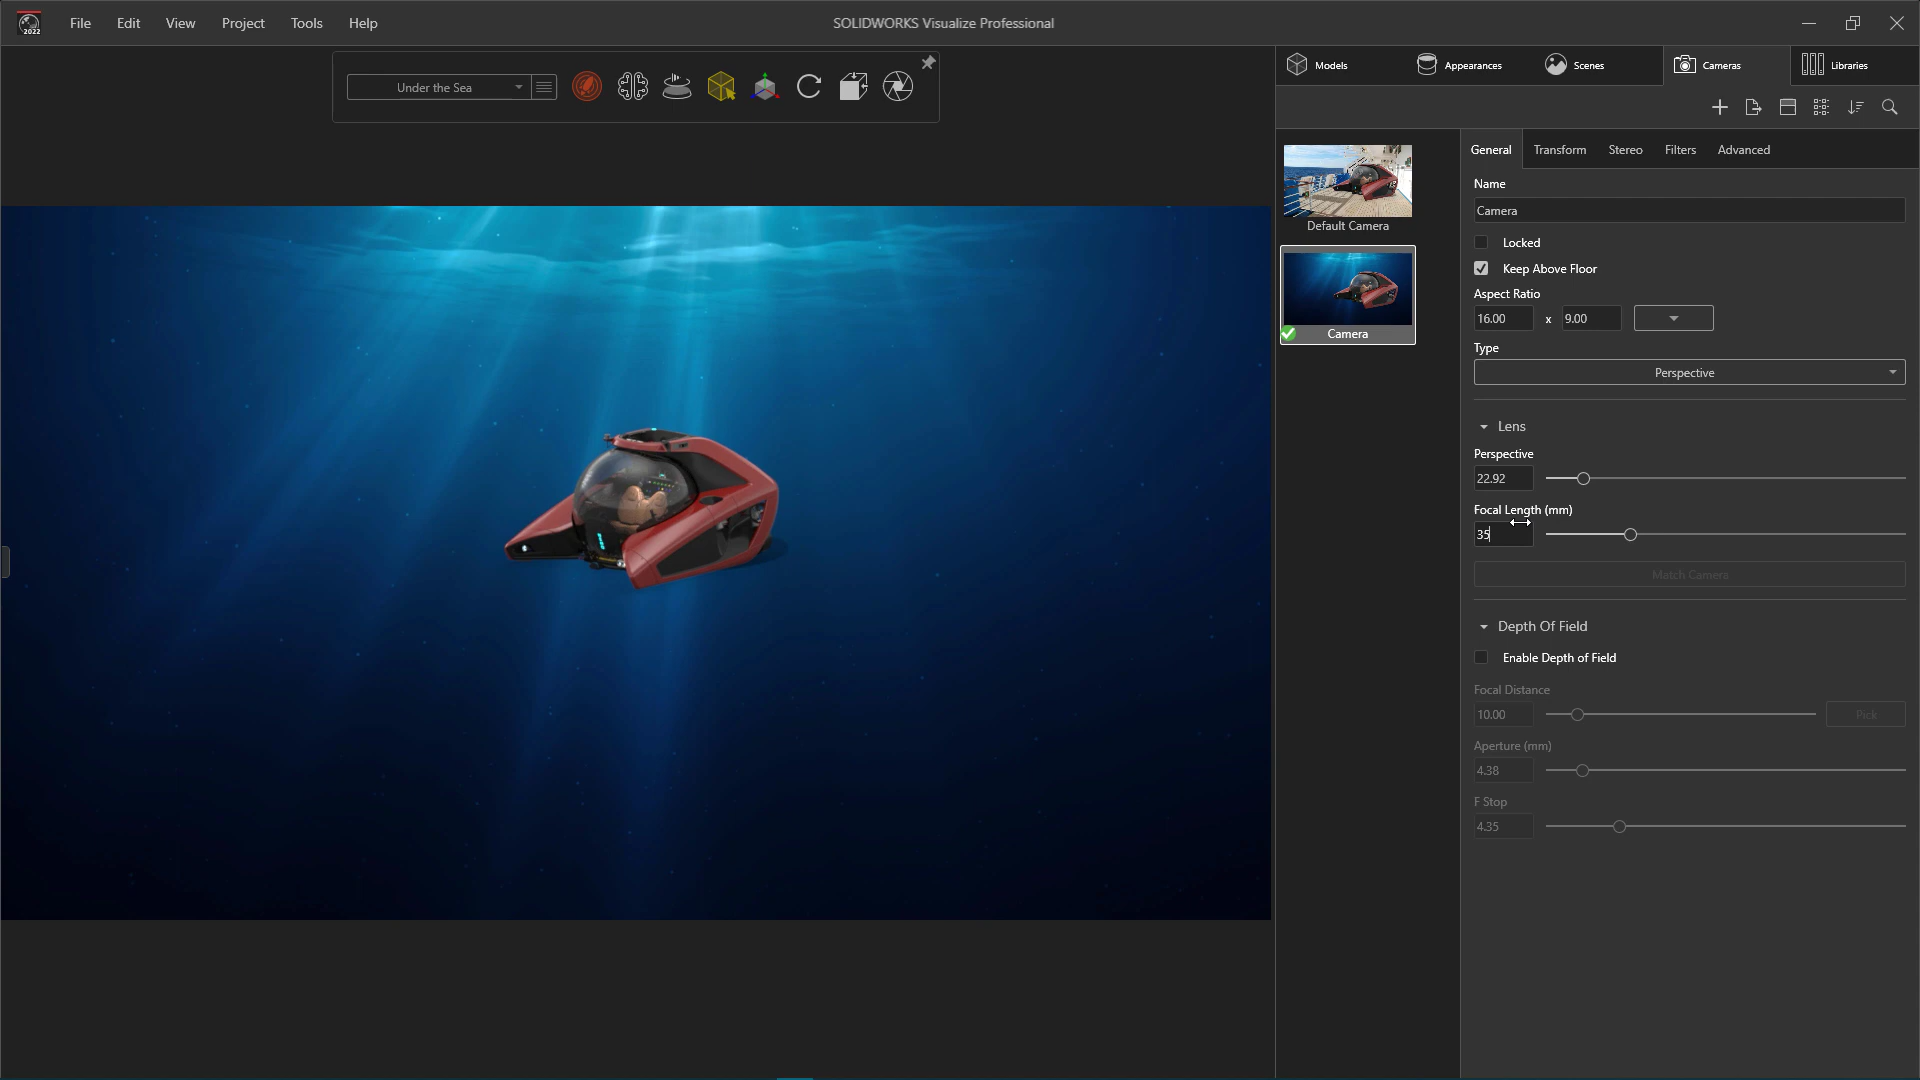 2022
File Edit View Project Tools Help
SOLIDWORKS Visualize Professional
Under the Sea
Models
Appearances
Scenes
Cameras
Libraries
General Transform Stereo Filters Advanced
Default Camera
Camera
Name
Camera
Locked
Keep Above Floor
Aspect Ratio
16.00 x 9.00
Type
Perspective
Lens
Perspective
22.92
Focal Length (mm)
35
Match Camera
Depth Of Field
Enable Depth of Field
Focal Distance
10.00
Pick
Aperture (mm)
4.38
F Stop
4.35